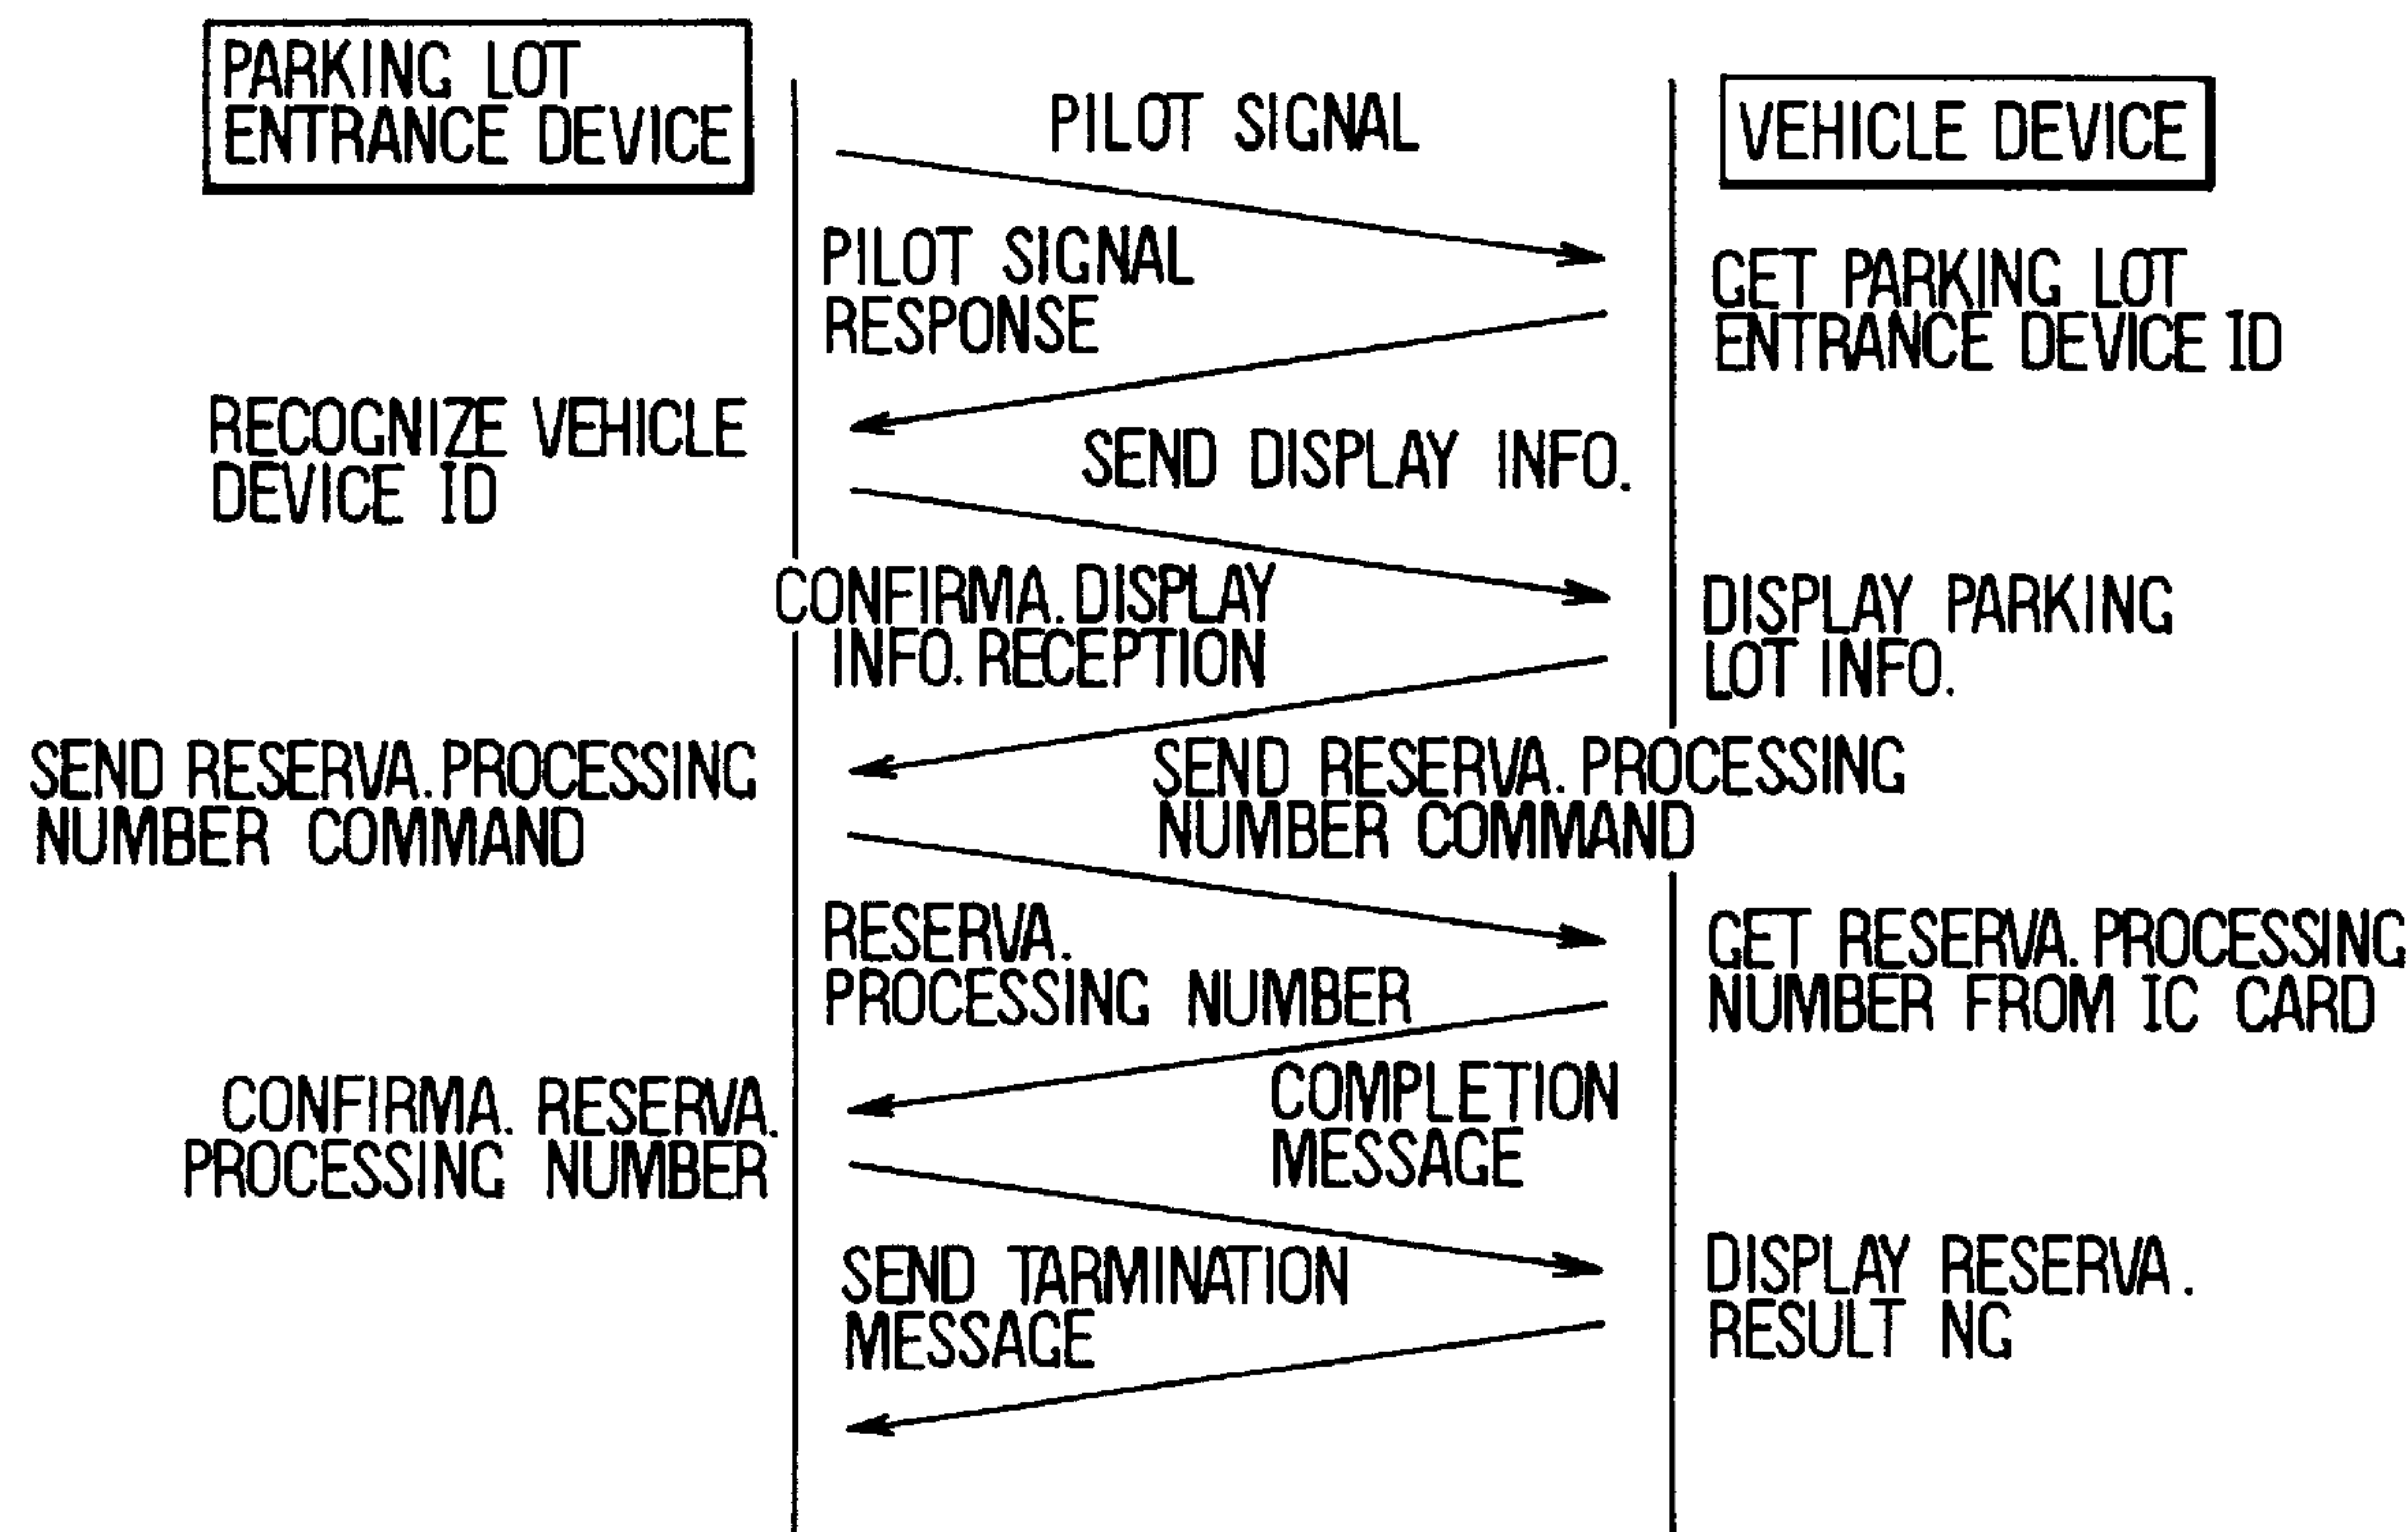 PARKING LOT
ENTRANCE DEVICE
PILOT SIGNAL
VEHICLE DEVICE
PILOT SIGNAL
RESPONSE
GET PARKING LOT
ENTRANCE DEVICE ID
RECOGNIZE VEHICLE
DEVICE ID
SEND DISPLAY INFO.
CONFIRMA. DISPLAY
INFO. RECEPTION
DISPLAY PARKING
LOT INFO.
SEND RESERVA. PROCESSING
NUMBER COMMAND
SEND RESERVA. PROCESSING
NUMBER COMMAND
RESERVA.
PROCESSING NUMBER
GET RESERVA. PROCESSING
NUMBER FROM IC CARD
CONFIRMA. RESERVA.
PROCESSING NUMBER
COMPLETION
MESSAGE
SEND TARMINATION
MESSAGE
DISPLAY RESERVA.
RESULT NG